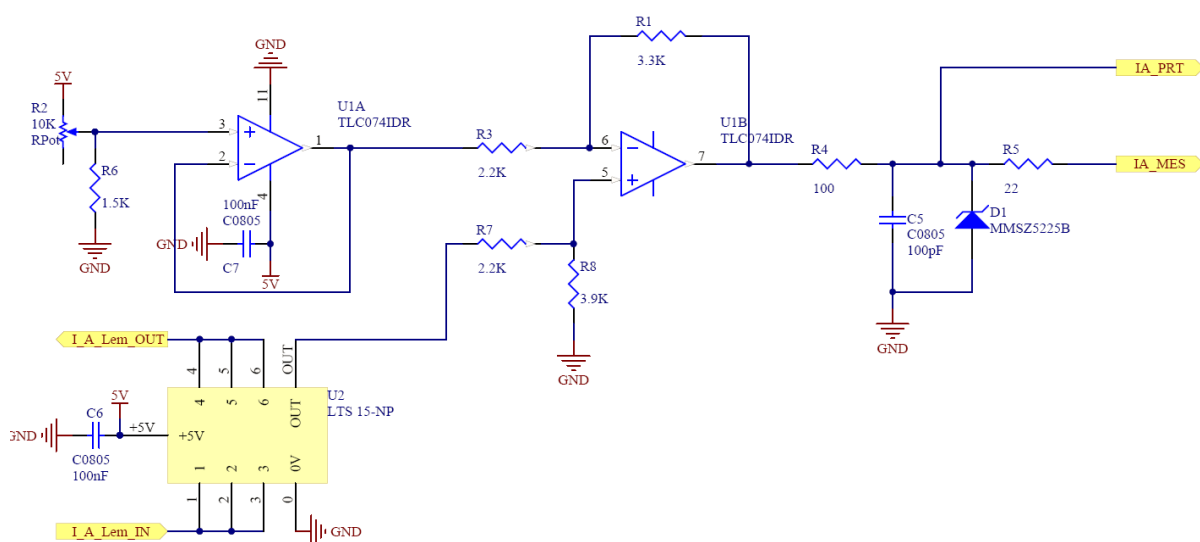 R1
3.3K
GND
IA_PRT
5V
11
U1A
TLC074IDR
R2
10K
RPot
3
1
2
R3
2.2K
6
5
U1B
TLC074IDR
7
R4
100
R5
22
IA_MES
R6
1.5K
4
100nF
C0805
GND
C7
5V
GND
R7
2.2K
R8
3.9K
C5
C0805
100pF
D1
MMSZ5225B
GND
GND
I_A_Lem_OUT
4
5
6
OUT
4
5
6
OUT
U2
LTS 15-NP
5V
C6
GND
+5V
+5V
C0805
100nF
1
2
3
0V
1
2
3
0
GND
I_A_Lem_IN